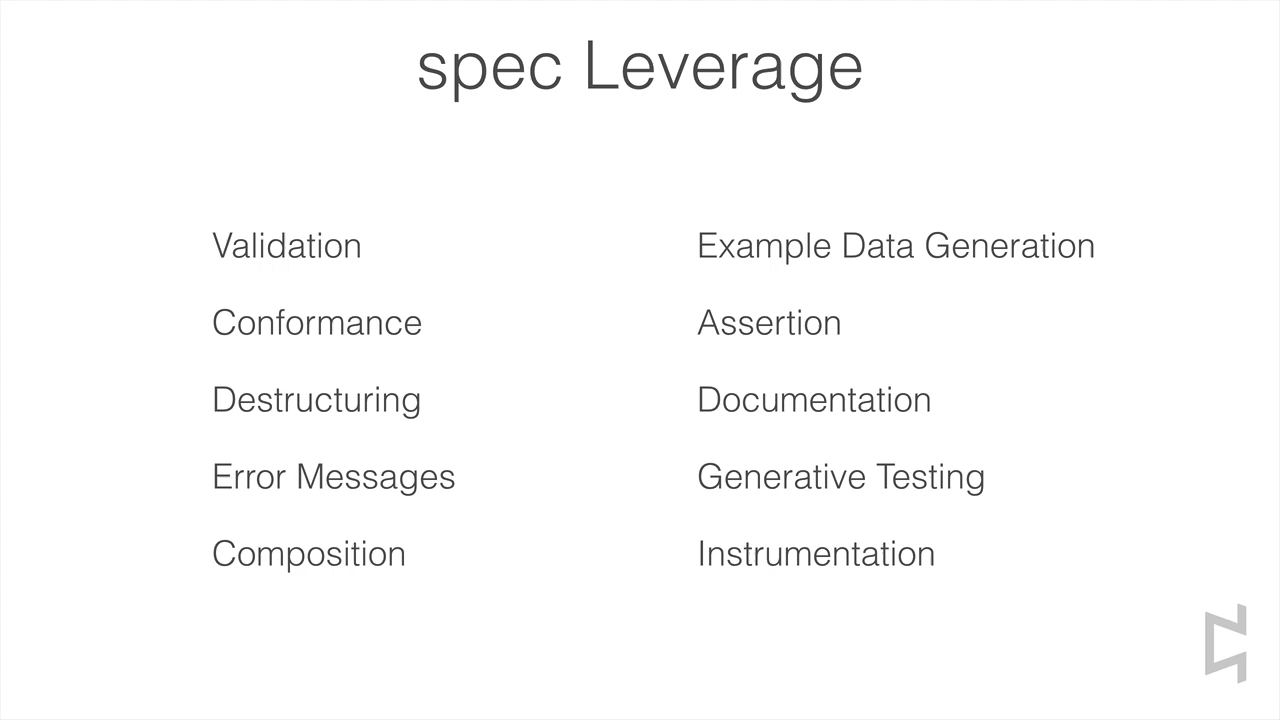 spec Leverage
Validation
Conformance
Destructuring
Error Messages
Composition
Example Data Generation
Assertion
Documentation
Generative Testing
Instrumentation